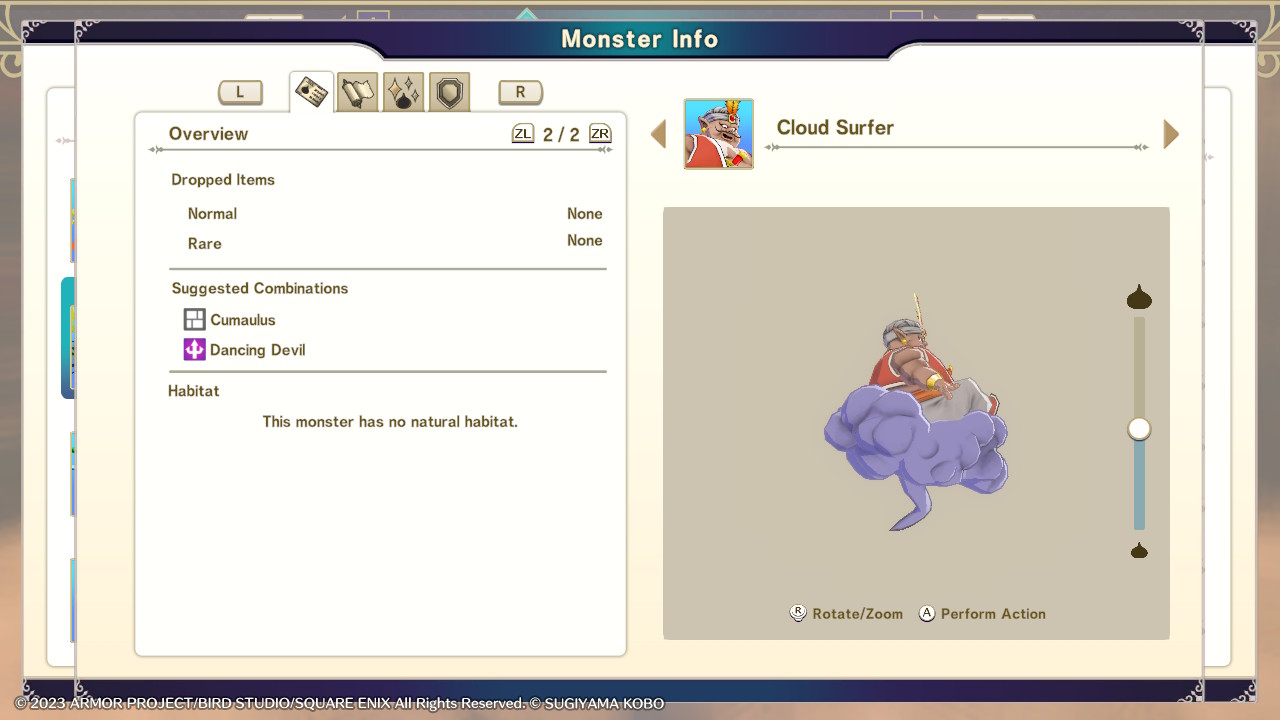 Monster Info
L
R
Overview
ZL 2 / 2 ZR
Dropped Items
Normal None
Rare None
Suggested Combinations
Cumaulus
Dancing Devil
Habitat
This monster has no natural habitat.
Cloud Surfer
R Rotate/Zoom A Perform Action
© 2023 ARMOR PROJECT/BIRD STUDIO/SQUARE ENIX All Rights Reserved. © SUGIYAMA KOBO